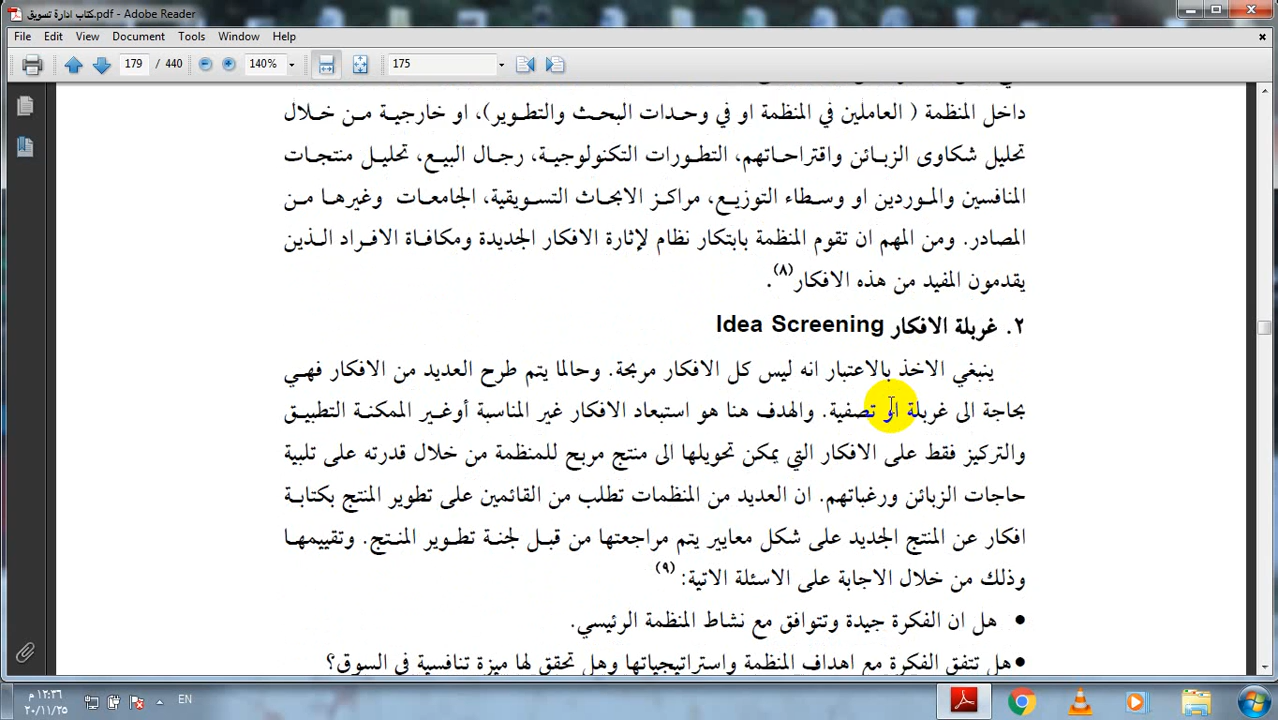 كتاب ادارة تسويق.pdf - Adobe Reader
File Edit View Document Tools Window Help
179 / 440 140% 175
داخل المنظمة ( العاملين في المنظمة او في وحدات البحث والتطوير)، او خارجية من خلال
تحليل شكاوى الزبائن واقتراحاتهم، التطورات التكنولوجية، رجال البيع، تحليل منتجات
المنافسين والموردين او وسطاء التوزيع، مراكز الابحاث التسويقية، الجامعات وغيرها من
المصادر. ومن المهم ان تقوم المنظمة بابتكار نظام لإثارة الافكار الجديدة ومكافاة الافراد الذين
يقدمون المفيد من هذه الافكار(٨).
٢. غربلة الافكار Idea Screening
ينبغي الاخذ بالاعتبار انه ليس كل الافكار مربحة. وحالما يتم طرح العديد من الافكار فهي
بحاجة الى غربلة او تصفية. والهدف هنا هو استبعاد الافكار غير المناسبة أوغير الممكنة التطبيق
والتركيز فقط على الافكار التي يمكن تحويلها الى منتج مربح للمنظمة من خلال قدرته على تلبية
حاجات الزبائن ورغباتهم. ان العديد من المنظمات تطلب من القائمين على تطوير المنتج بكتابة
افكار عن المنتج الجديد على شكل معايير يتم مراجعتها من قبل لجنة تطوير المنتج. وتقييمها
وذلك من خلال الاجابة على الاسئلة الاتية: (٩)
• هل ان الفكرة جيدة وتتوافق مع نشاط المنظمة الرئيسي.
•هل تتفق الفكرة مع اهداف المنظمة واستراتيجياتها وهل تحقق لها ميزة تنافسية في السوق؟
EN ١٢:٣٦ م
٢٠/١١/٢٥